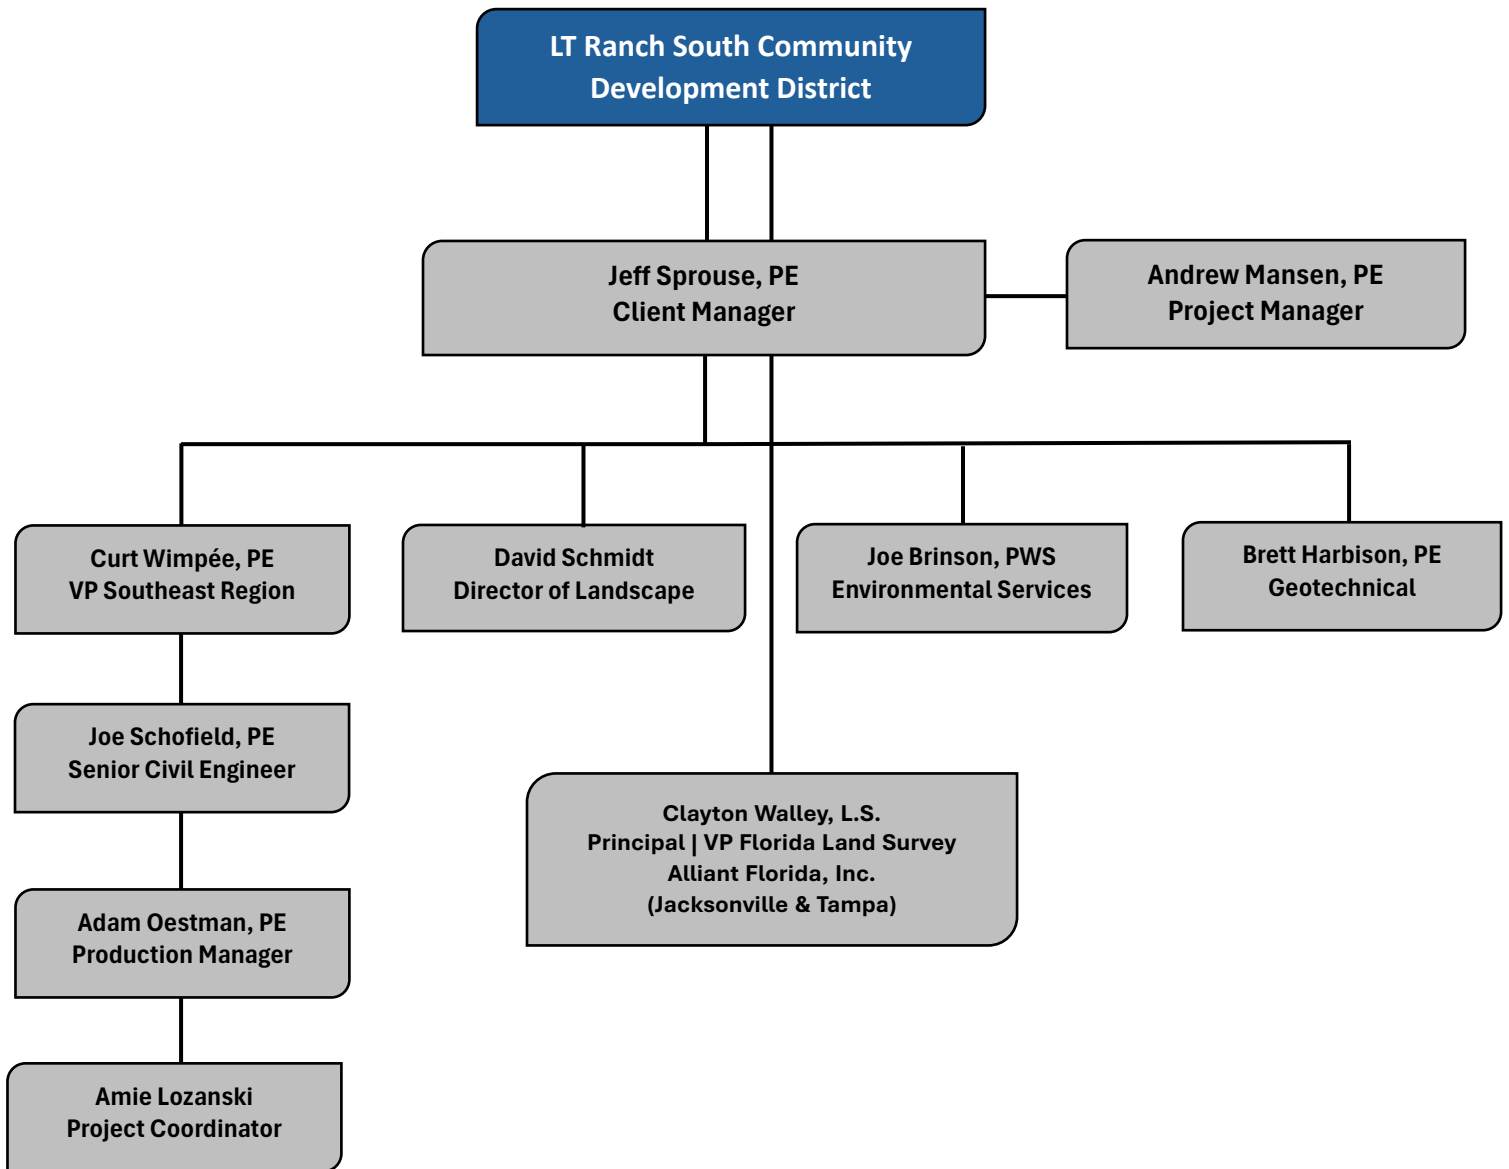 LT Ranch South Community
Development District
Jeff Sprouse, PE
Client Manager
Andrew Mansen, PE
Project Manager
Curt Wimpée, PE
VP Southeast Region
David Schmidt
Director of Landscape
Joe Brinson, PWS
Environmental Services
Brett Harbison, PE
Geotechnical
Joe Schofield, PE
Senior Civil Engineer
Clayton Walley, L.S.
Principal | VP Florida Land Survey
Alliant Florida, Inc.
(Jacksonville & Tampa)
Adam Oestman, PE
Production Manager
Amie Lozanski
Project Coordinator